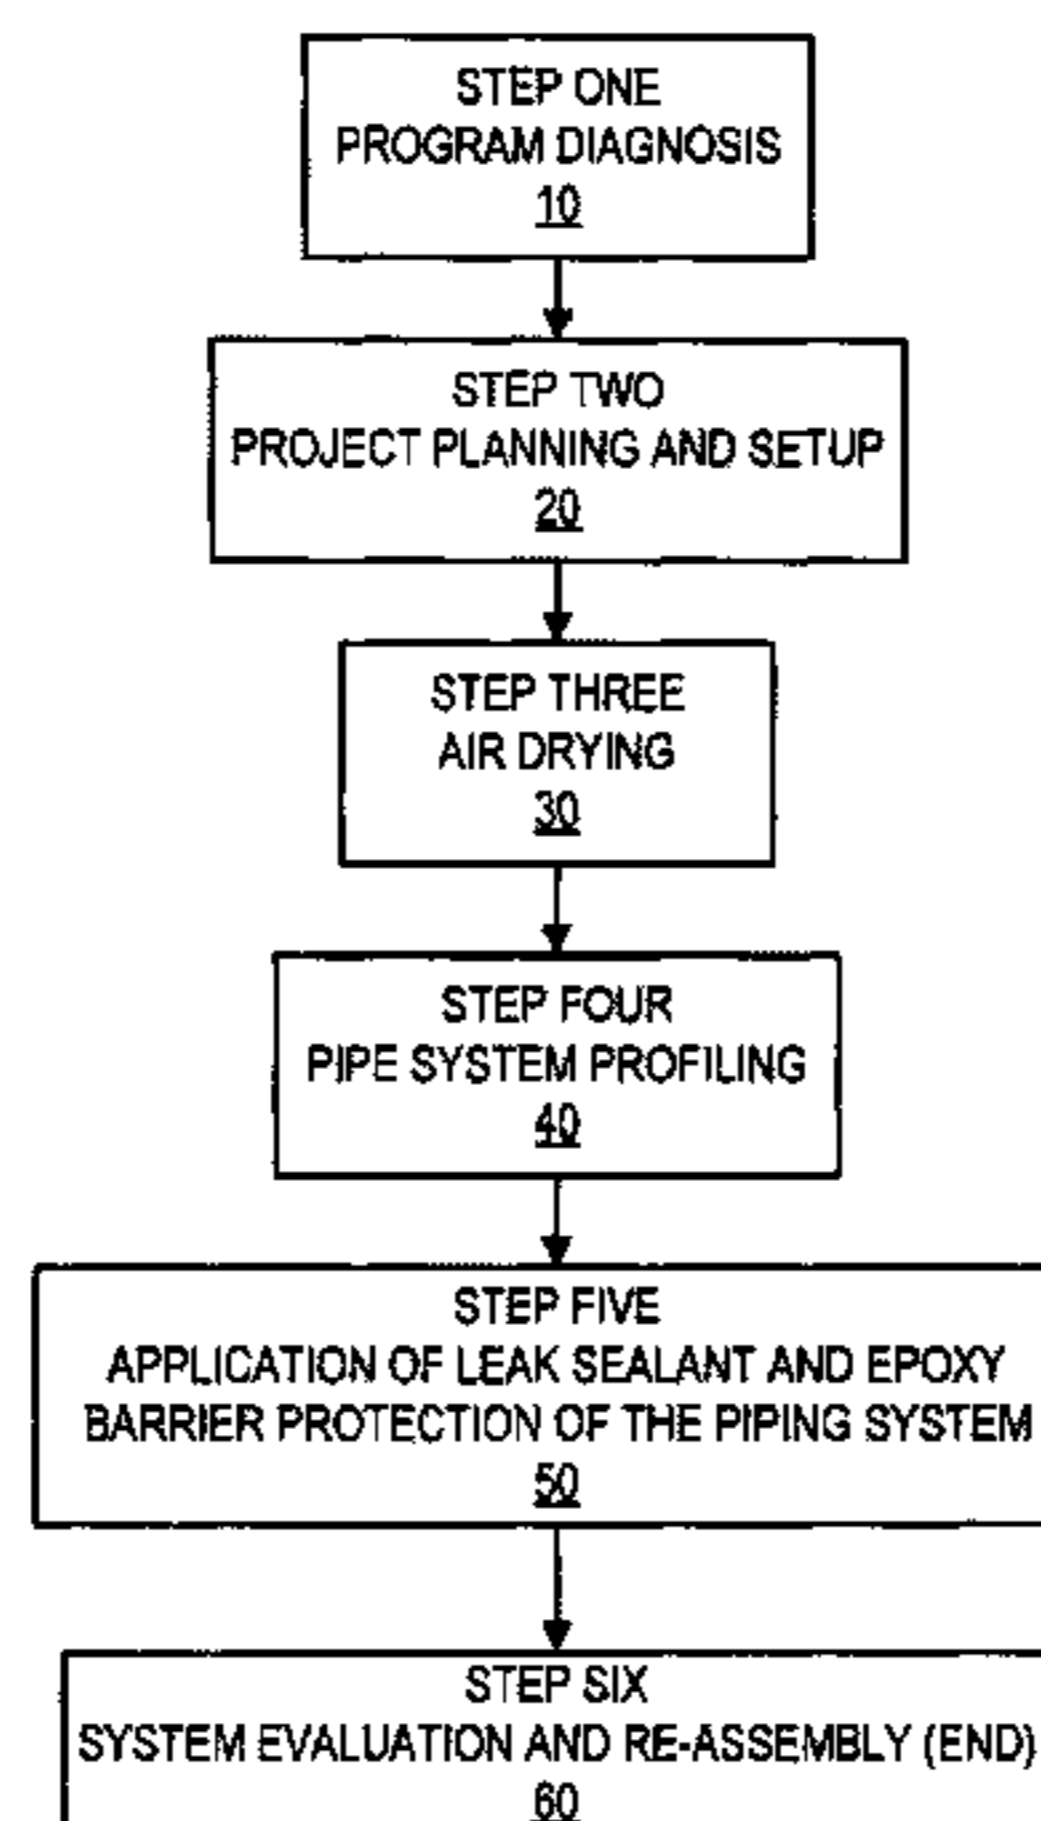 STEP ONE
PROGRAM DIAGNOSIS
10
STEP TWO
PROJECT PLANNING AND SETUP
20
STEP THREE
AIR DRYING
30
STEP FOUR
PIPE SYSTEM PROFILING
40
STEP FIVE
APPLICATION OF LEAK SEALANT AND EPOXY
BARRIER PROTECTION OF THE PIPING SYSTEM
50
STEP SIX
SYSTEM EVALUATION AND RE-ASSEMBLY (END)
60